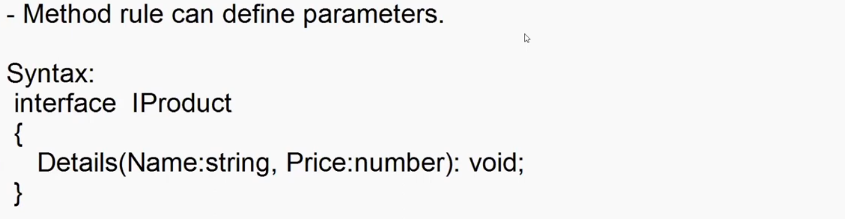 - Method rule can define parameters.
Syntax:
interface  IProduct
{
Details(Name:string, Price:number): void;
}